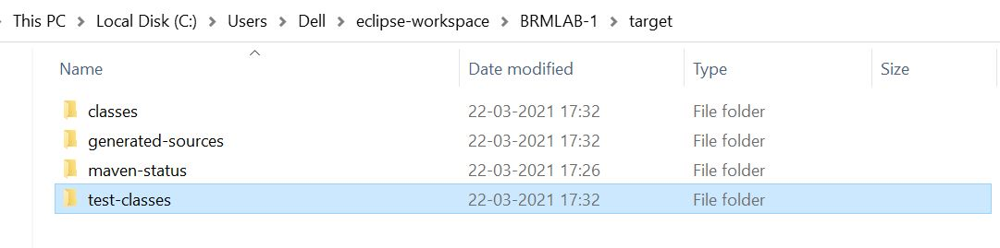 This PC > Local Disk (C:) > Users > Dell > eclipse-workspace > BRMLAB-1 > target
Name Date modified Type Size
classes 22-03-2021 17:32 File folder
generated-sources 22-03-2021 17:32 File folder
maven-status 22-03-2021 17:26 File folder
test-classes 22-03-2021 17:32 File folder